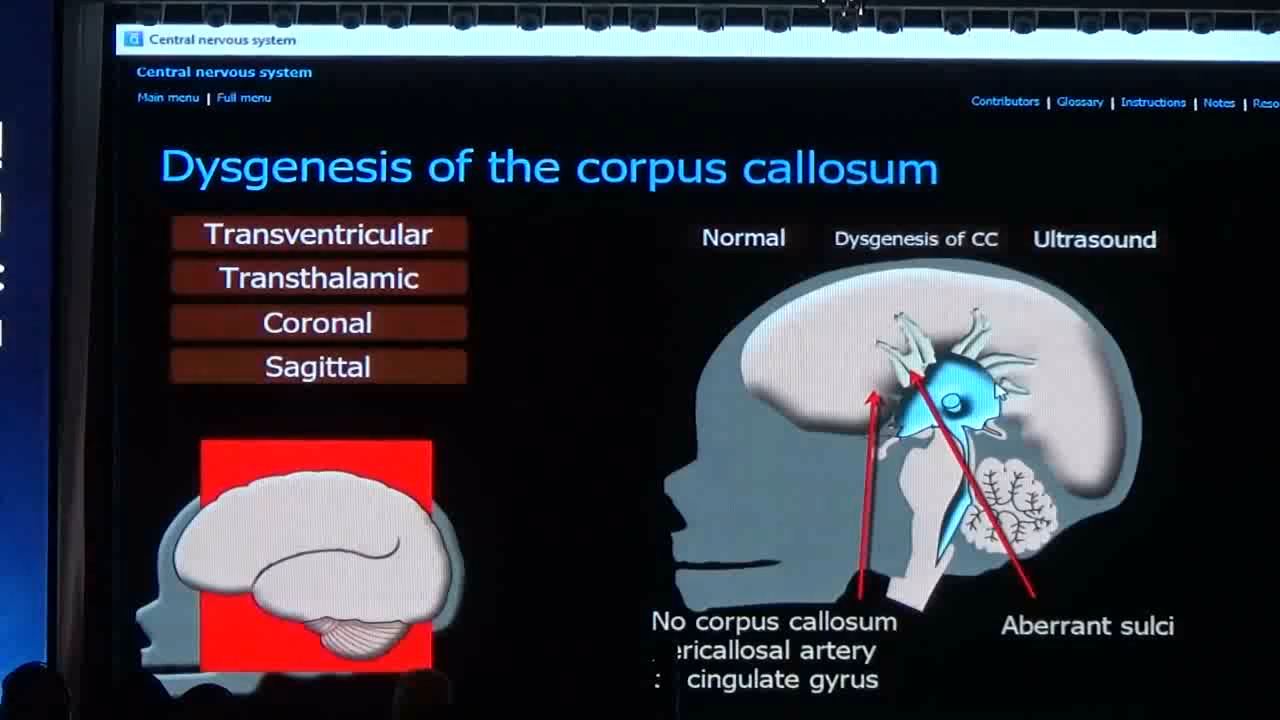 Central nervous system
Central nervous system
Main menu | Full menu
Contributors | Glossary | Instructions | Notes |
Dysgenesis of the corpus callosum
Transventricular
Transthalamic
Coronal
Sagittal
Normal
Dysgenesis of CC
Ultrasound
No corpus callosum
ericallosal artery
: cingulate gyrus
Aberrant sulci